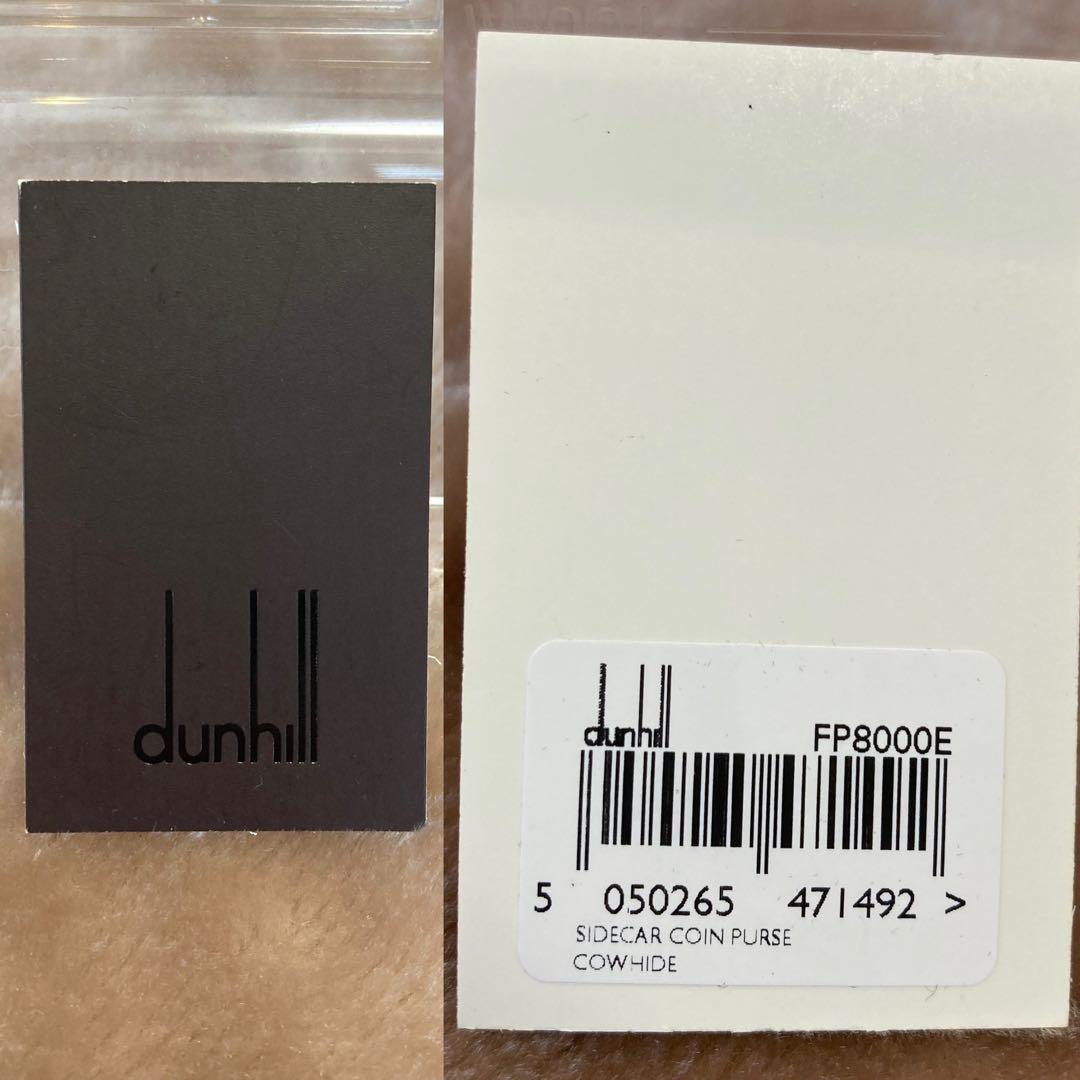 dunhill
dunhill
FP8000E
5 050265 471492 >
SIDECAR COIN PURSE
COWHIDE